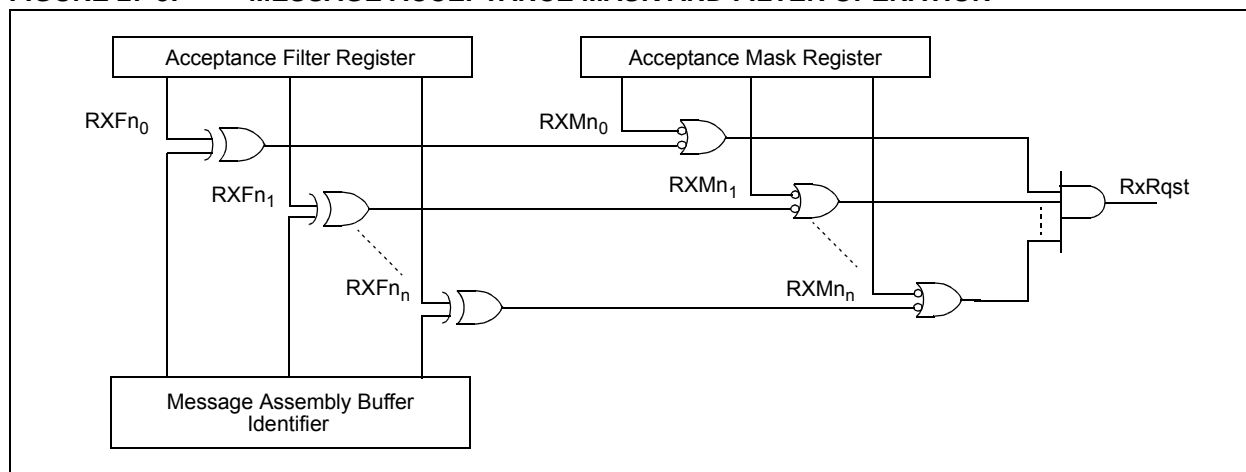 Acceptance Filter Register
Acceptance Mask Register
RXFn0
RXMn0
RXFn1
RXMn1
RxRqst
RXFnn
RXMnn
Message Assembly Buffer
Identifier